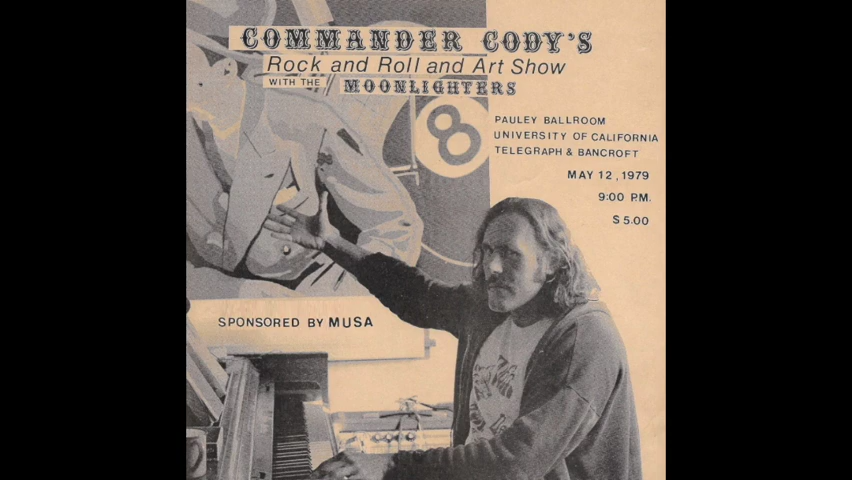 COMMANDER CODY'S
Rock and Roll and Art Show
WITH THE MOONLIGHTERS
8
PAULEY BALLROOM
UNIVERSITY OF CALIFORNIA
TELEGRAPH & BANCROFT
MAY 12, 1979
9:00 P.M.
$5.00
SPONSORED BY MUSA